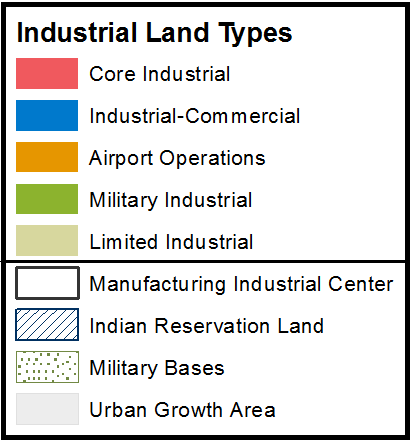 Industrial Land Types
Core Industrial
Industrial-Commercial
Airport Operations
Military Industrial
Limited Industrial
Manufacturing Industrial Center
Indian Reservation Land
Military Bases
Urban Growth Area